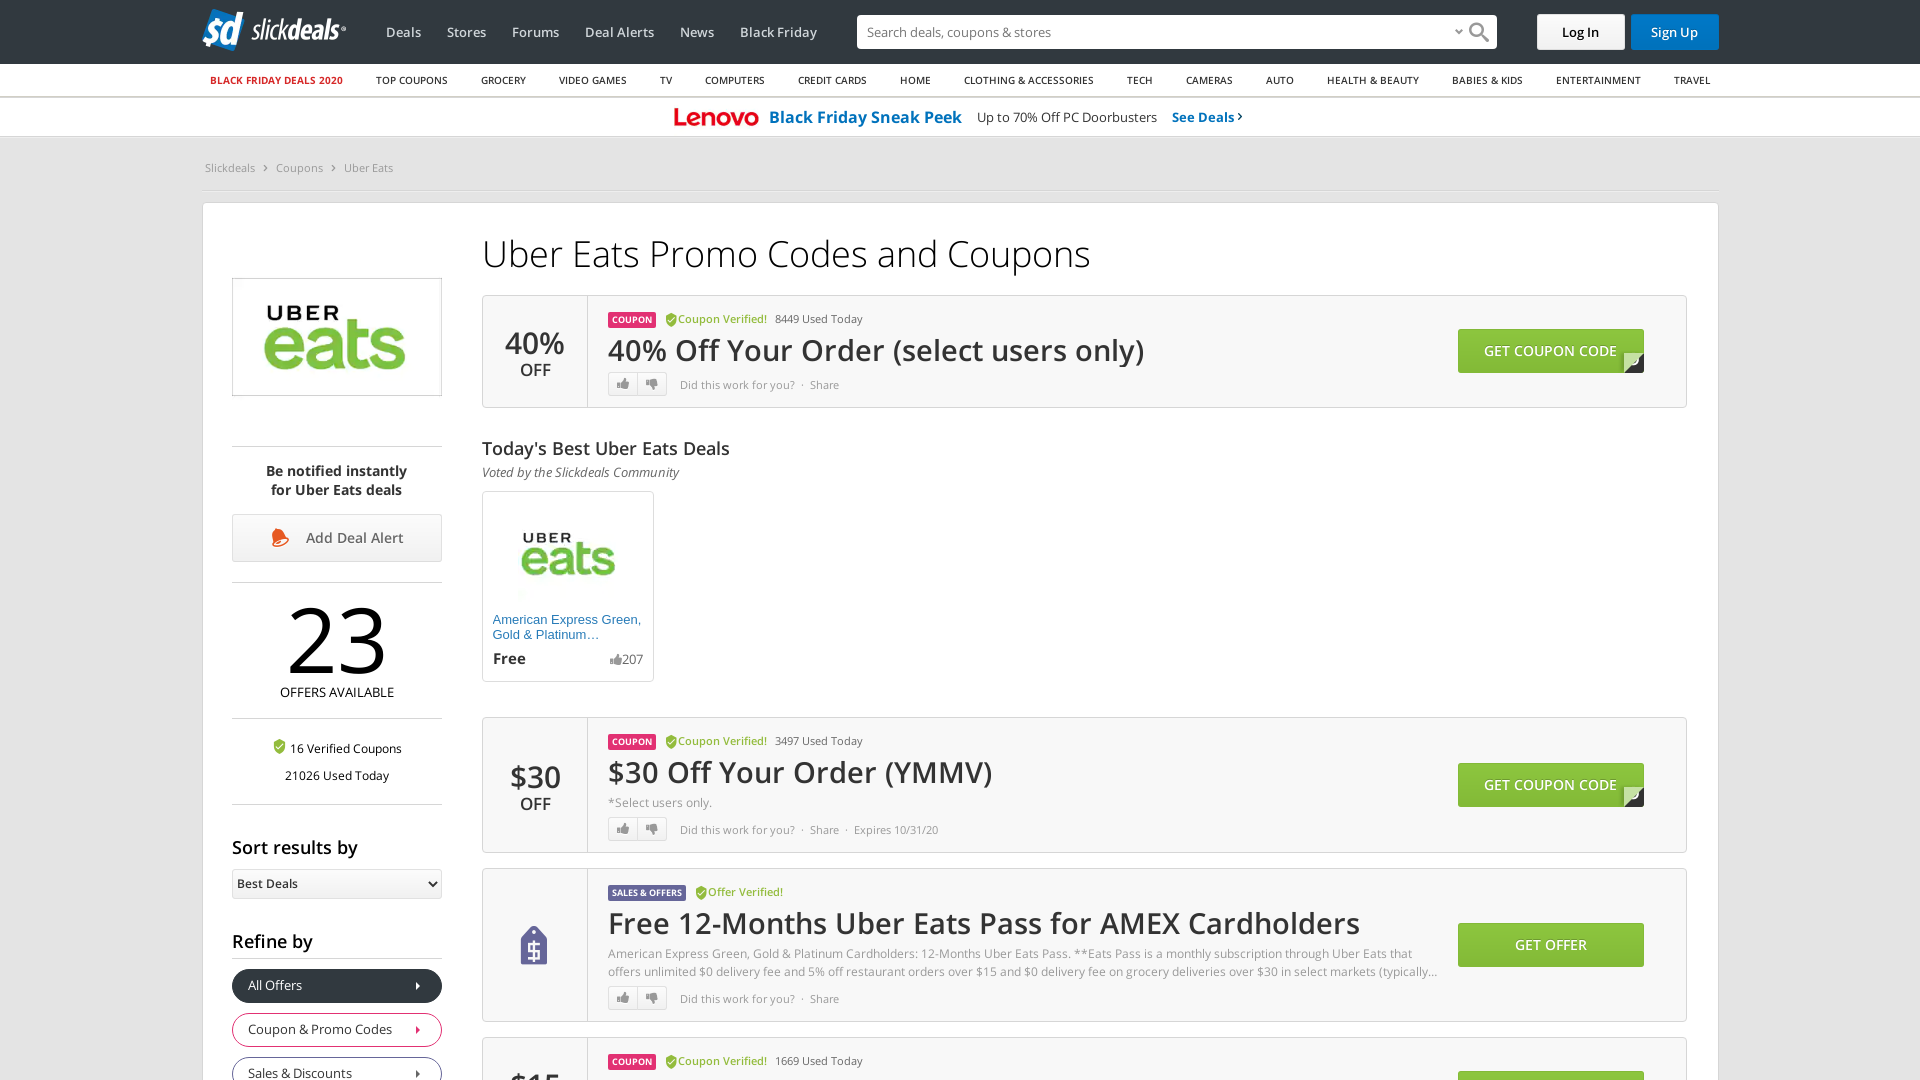 sd slickdeals
Deals Stores Forums Deal Alerts News Black Friday
Search deals, coupons & stores
Log In Sign Up
BLACK FRIDAY DEALS 2020 TOP COUPONS GROCERY VIDEO GAMES TV COMPUTERS CREDIT CARDS HOME CLOTHING & ACCESSORIES TECH CAMERAS AUTO HEALTH & BEAUTY BABIES & KIDS ENTERTAINMENT TRAVEL
Lenovo Black Friday Sneak Peek Up to 70% Off PC Doorbusters See Deals
Slickdeals Coupons Uber Eats
UBER
eats
Be notified instantly
for Uber Eats deals
Add Deal Alert
23
OFFERS AVAILABLE
16 Verified Coupons
21026 Used Today
Sort results by
Best Deals
Refine by
All Offers
Coupon & Promo Codes
Sales & Discounts
Uber Eats Promo Codes and Coupons
40%
OFF
COUPON Coupon Verified! 8449 Used Today
40% Off Your Order (select users only)
Did this work for you? · Share
GET COUPON CODE
Today's Best Uber Eats Deals
Voted by the Slickdeals Community
UBER
eats
American Express Green,
Gold & Platinum…
Free 207
$30
OFF
COUPON Coupon Verified! 3497 Used Today
$30 Off Your Order (YMMV)
*Select users only.
Did this work for you? · Share · Expires 10/31/20
GET COUPON CODE
$
SALES & OFFERS Offer Verified!
Free 12-Months Uber Eats Pass for AMEX Cardholders
American Express Green, Gold & Platinum Cardholders: 12-Months Uber Eats Pass. **Eats Pass is a monthly subscription through Uber Eats that
offers unlimited $0 delivery fee and 5% off restaurant orders over $15 and $0 delivery fee on grocery deliveries over $30 in select markets (typically...
Did this work for you? · Share
GET OFFER
COUPON Coupon Verified! 1669 Used Today
$15